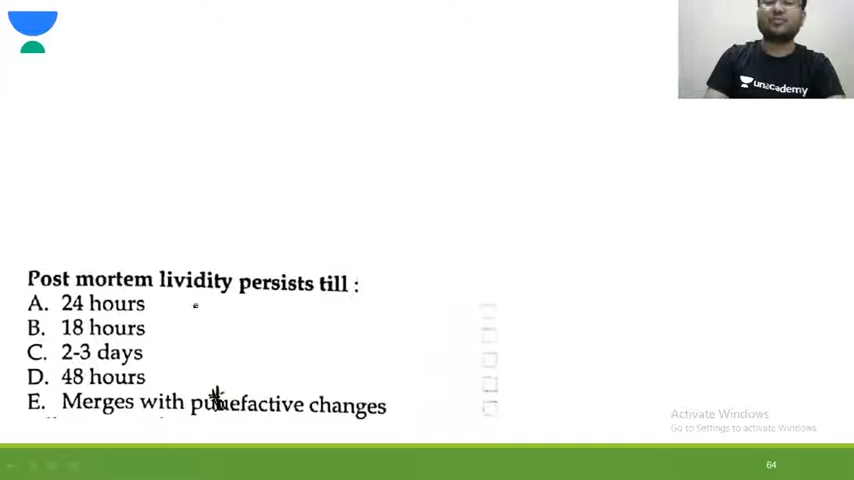 unacademy
Post mortem lividity persists till :
A. 24 hours
B. 18 hours
C. 2-3 days
D. 48 hours
E. Merges with changes
Activate Windows
Go to Settings to activate Windows.
64